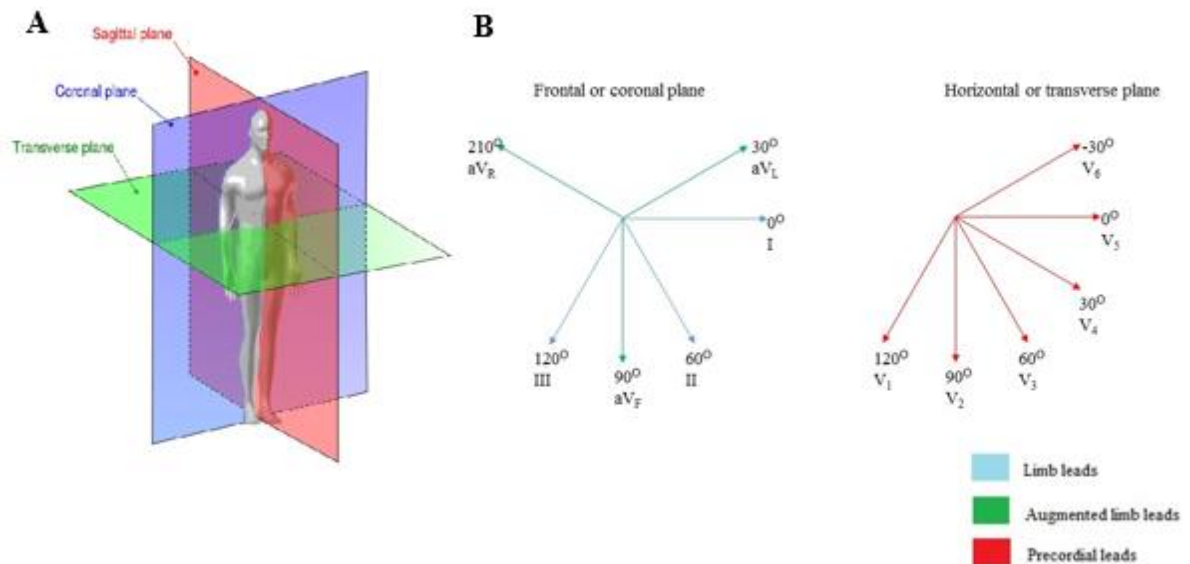 A
Sagittal plane
Coronal plane
Transverse plane
B
Frontal or coronal plane
210°
aVR
30°
aVL
0°
I
120°
III
90°
aVF
60°
II
Horizontal or transverse plane
-30°
V6
0°
V5
30°
V4
120°
V1
90°
V2
60°
V3
Limb leads
Augmented limb leads
Precordial leads